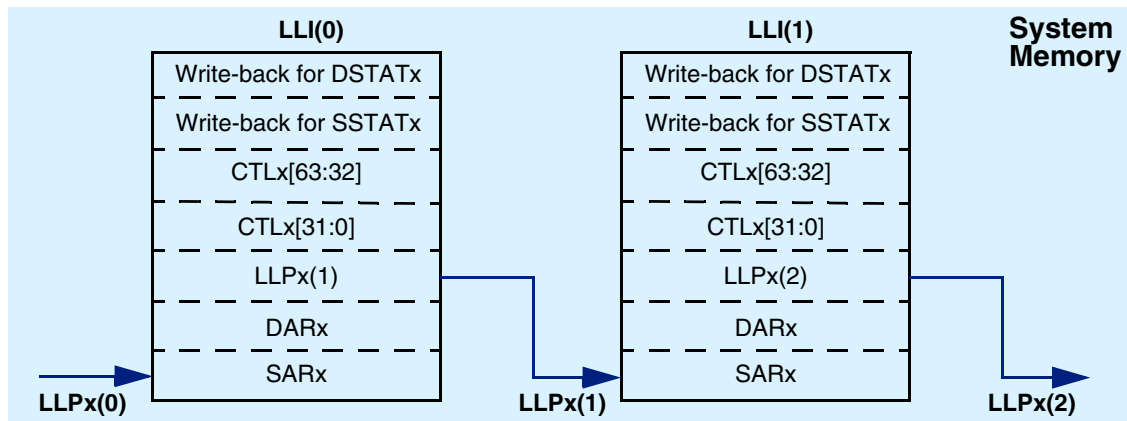 LLI(0)
LLI(1)
System
Memory
Write-back for DSTATx
Write-back for SSTATx
CTLx[63:32]
CTLx[31:0]
LLPx(1)
DARx
SARx
Write-back for DSTATx
Write-back for SSTATx
CTLx[63:32]
CTLx[31:0]
LLPx(2)
DARx
SARx
LLPx(0)
LLPx(1)
LLPx(2)